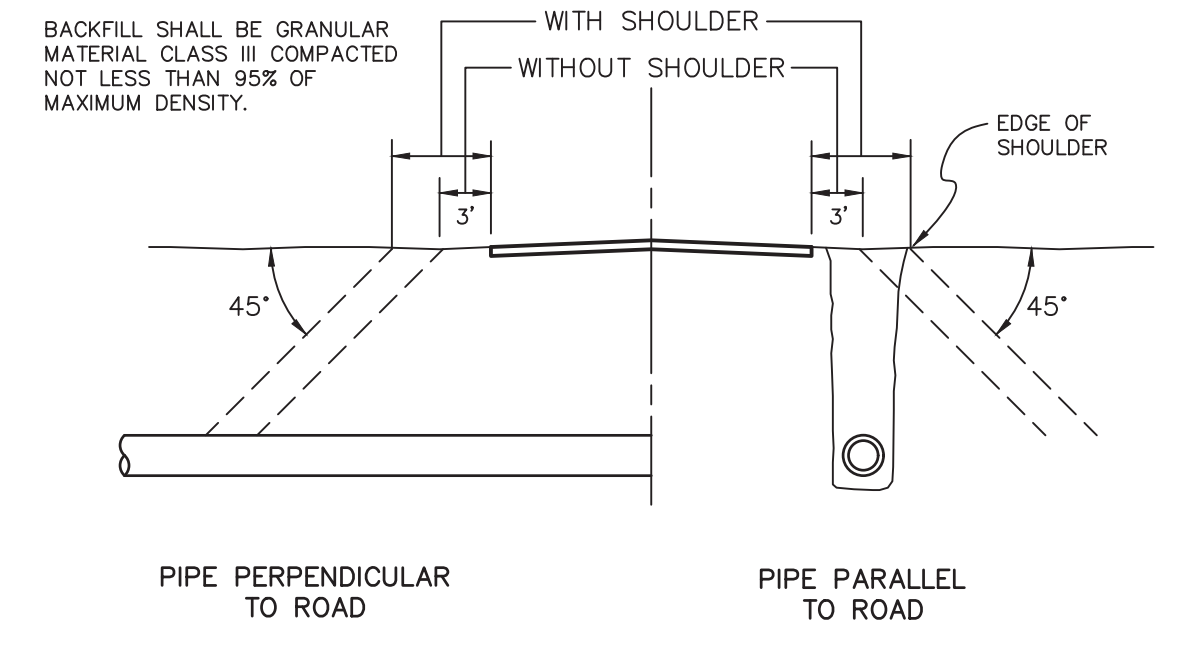 BACKFILL SHALL BE GRANULAR
MATERIAL CLASS III COMPACTED
NOT LESS THAN 95% OF
MAXIMUM DENSITY.
WITH SHOULDER
WITHOUT SHOULDER
EDGE OF
SHOULDER
3'
3'
45°
45°
PIPE PERPENDICULAR
TO ROAD
PIPE PARALLEL
TO ROAD